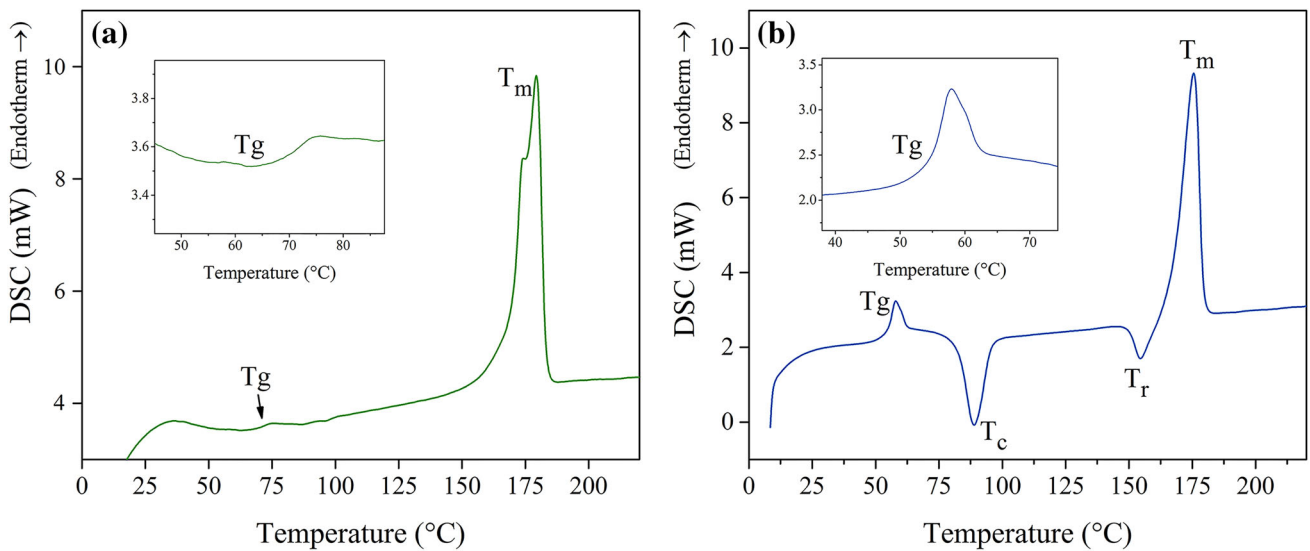 (a)
DSC (mW) (Endotherm →)
10
8
6
4
0 25 50 75 100 125 150 175 200
Temperature (°C)
Tm
Tg
3.8
3.6
3.4
Tg
50 60 70 80
Temperature (°C)
(b)
DSC (mW) (Endotherm →)
10
8
6
4
2
0
0 25 50 75 100 125 150 175 200
Temperature (°C)
Tm
Tg
Tc
Tr
3.5
3.0
2.5
2.0
Tg
40 50 60 70
Temperature (°C)